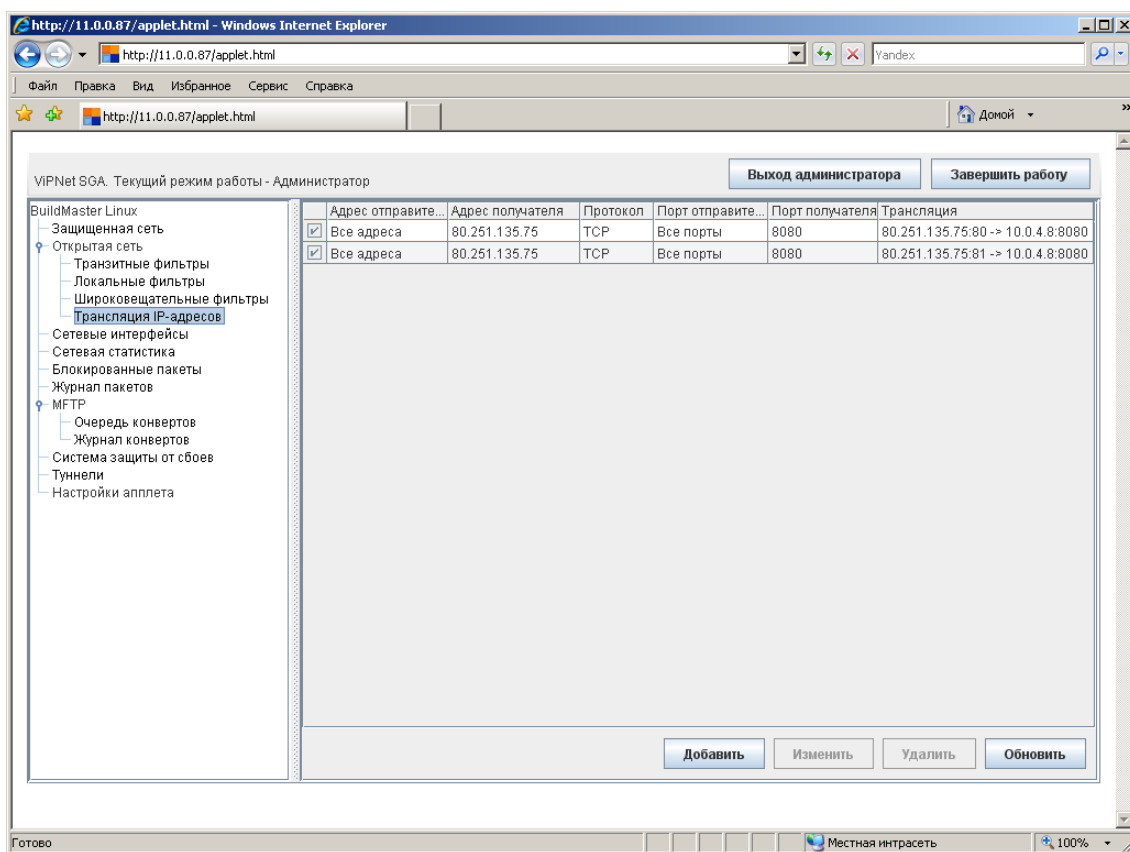 http://11.0.0.87/applet.html - Windows Internet Explorer
http://11.0.0.87/applet.html
Yandex
Файл Правка Вид Избранное Сервис Справка
http://11.0.0.87/applet.html
Домой
ViPNet SGA. Текущий режим работы - Администратор
Выход администратора
Завершить работу
BuildMaster Linux
Защищенная сеть
Открытая сеть
Транзитные фильтры
Локальные фильтры
Широковещательные фильтры
Трансляция IP-адресов
Сетевые интерфейсы
Сетевая статистика
Блокированные пакеты
Журнал пакетов
MFTP
Очередь конвертов
Журнал конвертов
Система защиты от сбоев
Туннели
Настройки апплета
Адрес отправите... Адрес получателя Протокол Порт отправите... Порт получателя Трансляция
Все адреса 80.251.135.75 TCP Все порты 8080 80.251.135.75:80 -> 10.0.4.8:8080
Все адреса 80.251.135.75 TCP Все порты 8080 80.251.135.75:81 -> 10.0.4.8:8080
Добавить Изменить Удалить Обновить
Готово
Местная интрасеть
100%